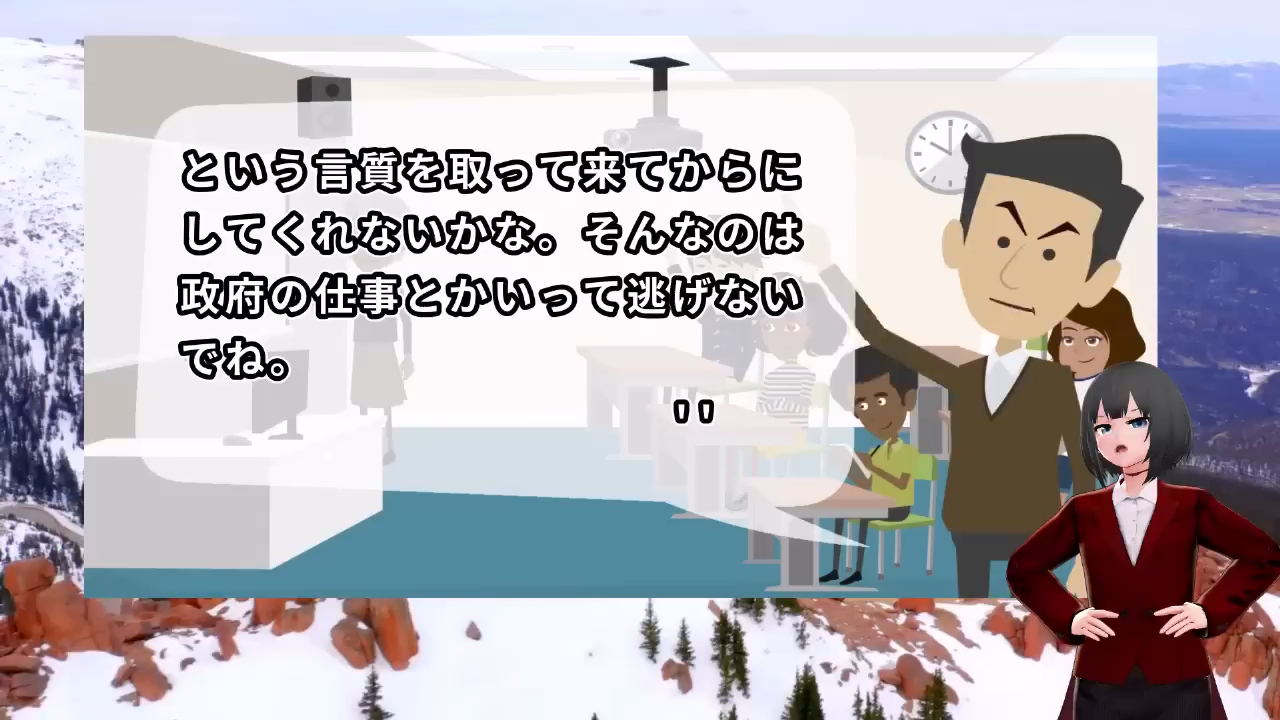 という言質を取って来てからに
してくれないかな。そんなのは
政府の仕事とかいって逃げない
でね。
"